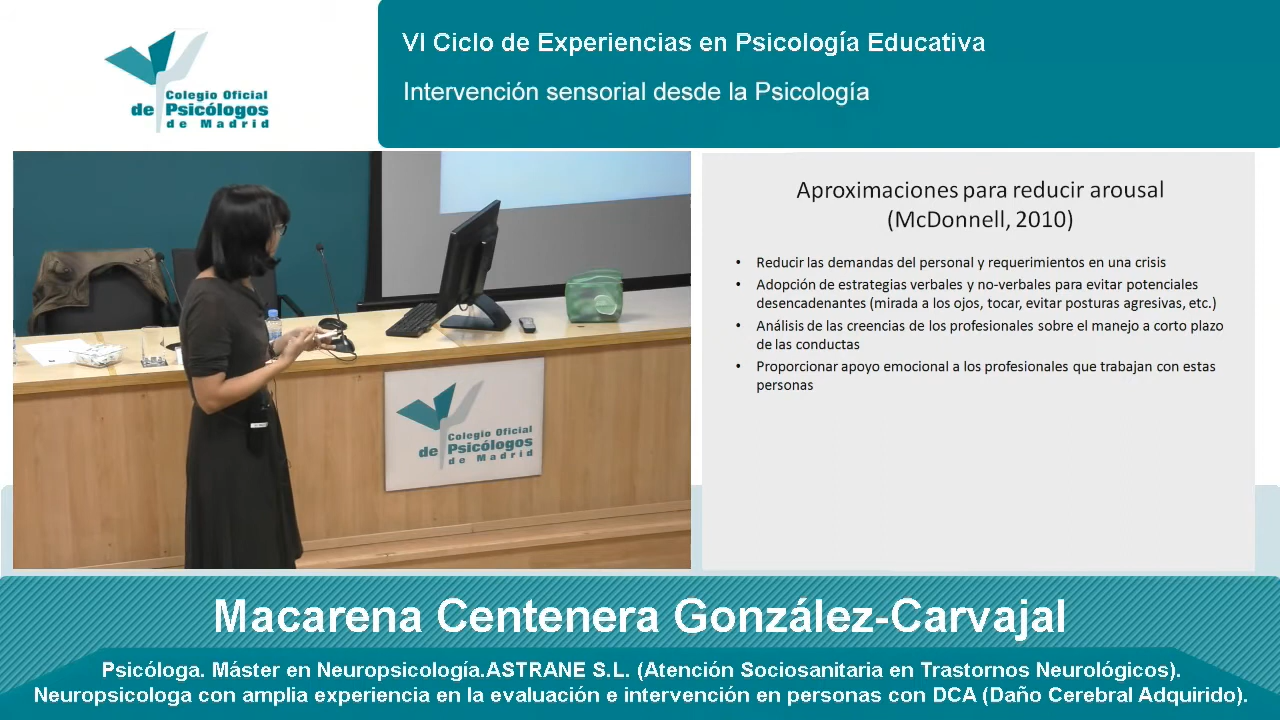 Colegio Oficial
de Psicólogos
de Madrid
VI Ciclo de Experiencias en Psicología Educativa
Intervención sensorial desde la Psicología
Colegio Oficial
de Psicólogos
de Madrid
Aproximaciones para reducir arousal
(McDonnell, 2010)
• Reducir las demandas del personal y requerimientos en una crisis
• Adopción de estrategias verbales y no-verbales para evitar potenciales
desencadenantes (mirada a los ojos, tocar, evitar posturas agresivas, etc.)
• Análisis de las creencias de los profesionales sobre el manejo a corto plazo
de las conductas
• Proporcionar apoyo emocional a los profesionales que trabajan con estas
personas
Macarena Centenera González-Carvajal
Psicóloga. Máster en Neuropsicología.ASTRANE S.L. (Atención Sociosanitaria en Trastornos Neurológicos).
Neuropsicologa con amplia experiencia en la evaluación e intervención en personas con DCA (Daño Cerebral Adquirido).